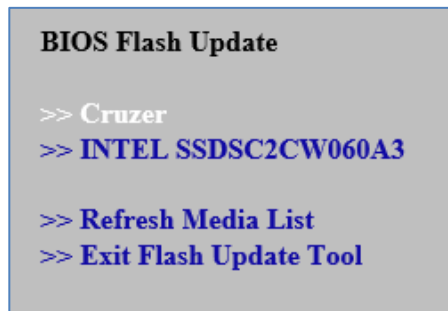 BIOS Flash Update
>> Cruzer
>> INTEL SSDSC2CW060A3
>> Refresh Media List
>> Exit Flash Update Tool